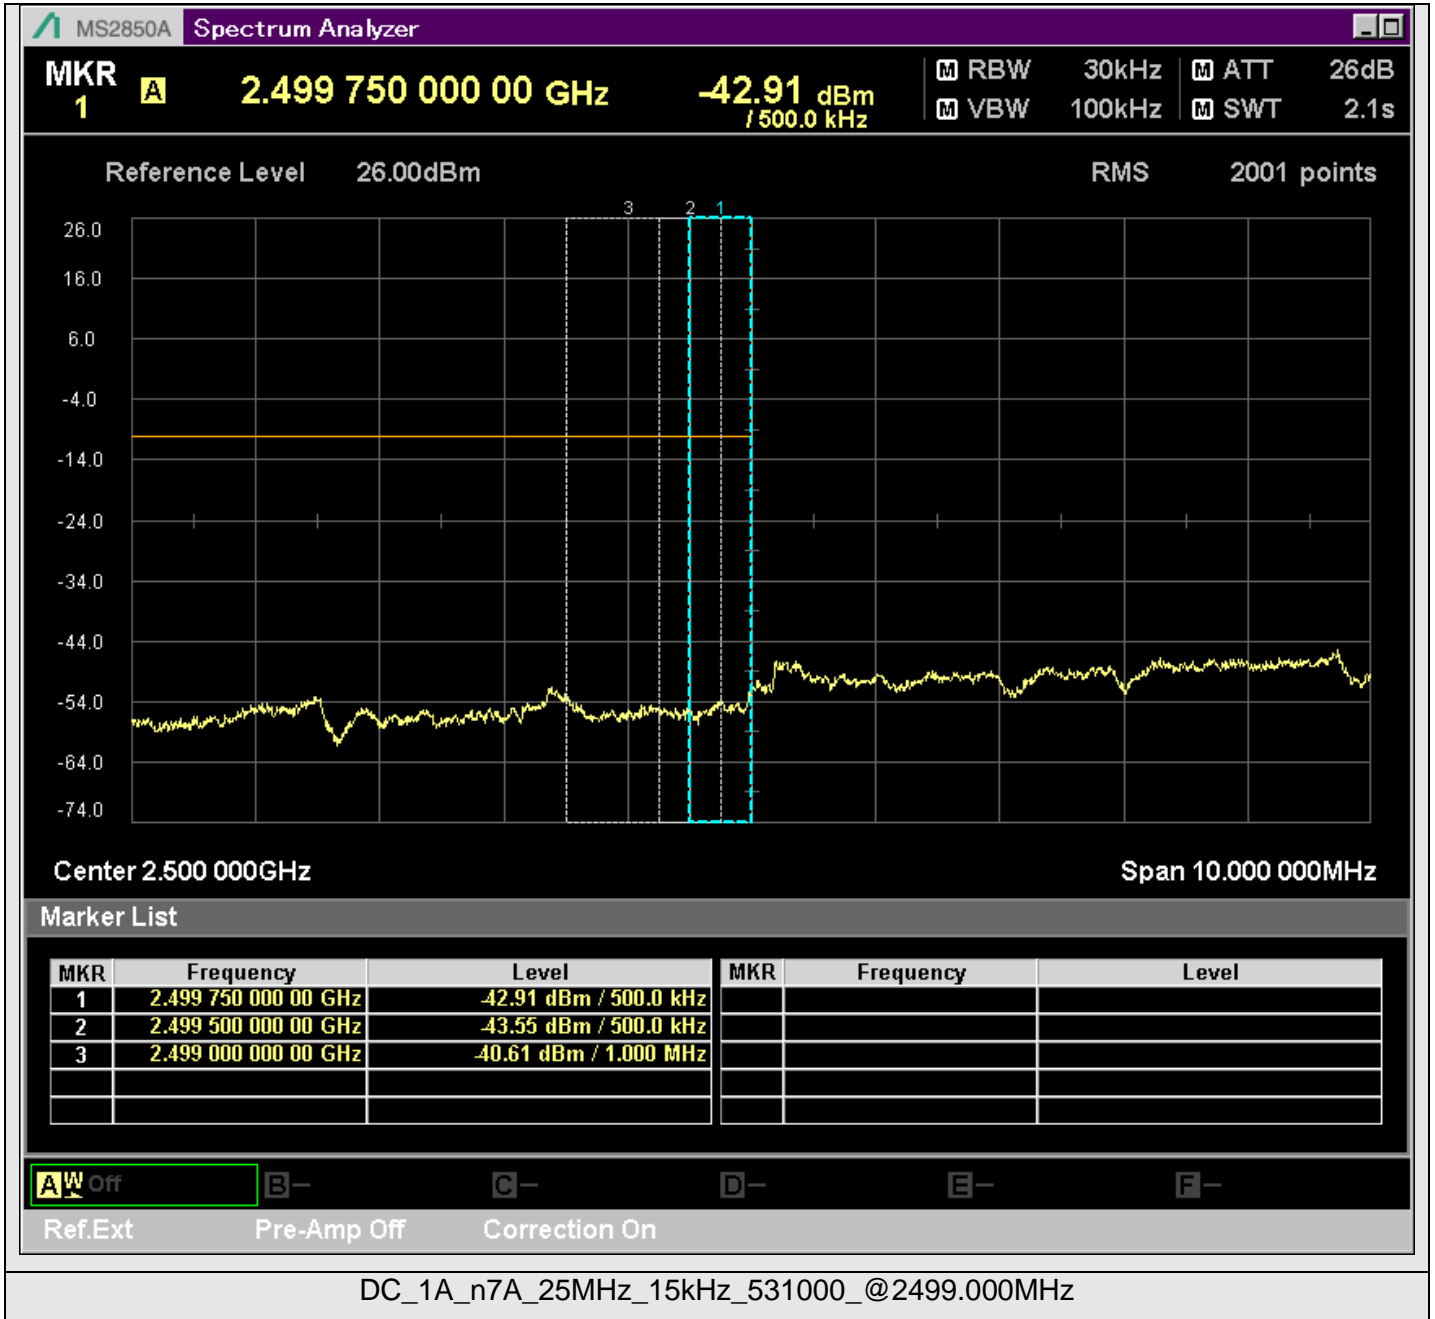 MS2850A Spectrum Analyzer
MKR 1 A 2.499 750 000 00 GHz -42.91 dBm / 500.0 kHz
M RBW 30kHz M ATT 26dB
M VBW 100kHz M SWT 2.1s
Reference Level 26.00dBm RMS 2001 points
3 2 1
26.0
16.0
6.0
-4.0
-14.0
-24.0
-34.0
-44.0
-54.0
-64.0
-74.0
Center 2.500 000GHz Span 10.000 000MHz
Marker List
MKR Frequency Level MKR Frequency Level
1 2.499 750 000 00 GHz -42.91 dBm / 500.0 kHz
2 2.499 500 000 00 GHz -43.55 dBm / 500.0 kHz
3 2.499 000 000 00 GHz -40.61 dBm / 1.000 MHz
A W Off B - C - D - E - F -
Ref.Ext Pre-Amp Off Correction On
DC_1A_n7A_25MHz_15kHz_531000_@2499.000MHz